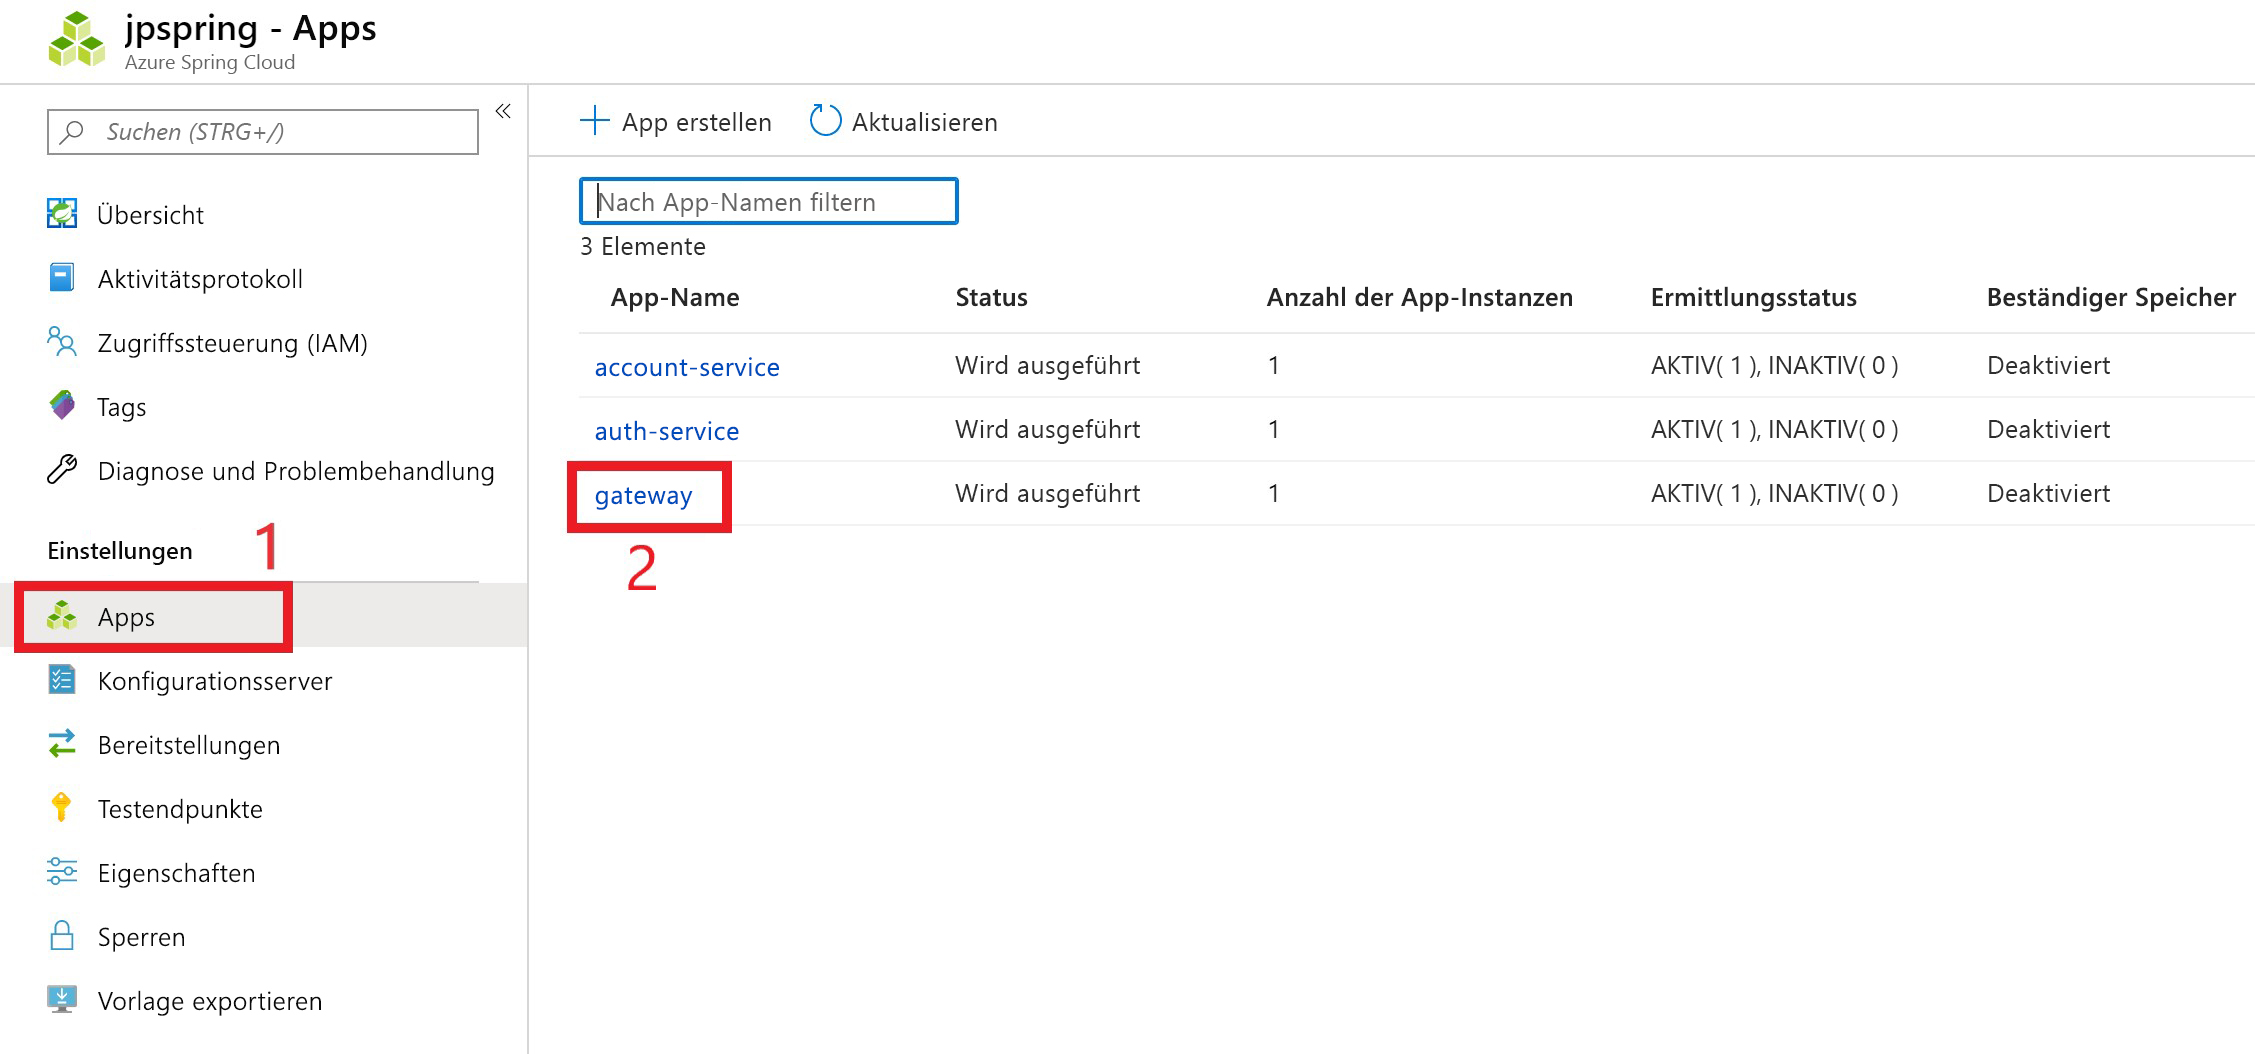 jpspring - Apps
Azure Spring Cloud
Suchen (STRG+/)
«
Übersicht
Aktivitätsprotokoll
Zugriffssteuerung (IAM)
Tags
Diagnose und Problembehandlung
Einstellungen
1
Apps
Konfigurationsserver
Bereitstellungen
Testendpunkte
Eigenschaften
Sperren
Vorlage exportieren
App erstellen Aktualisieren
Nach App-Namen filtern
3 Elemente
App-Name Status Anzahl der App-Instanzen Ermittlungsstatus Beständiger Speicher
account-service Wird ausgeführt 1 AKTIV( 1 ), INAKTIV( 0 ) Deaktiviert
auth-service Wird ausgeführt 1 AKTIV( 1 ), INAKTIV( 0 ) Deaktiviert
gateway Wird ausgeführt 1 AKTIV( 1 ), INAKTIV( 0 ) Deaktiviert
2